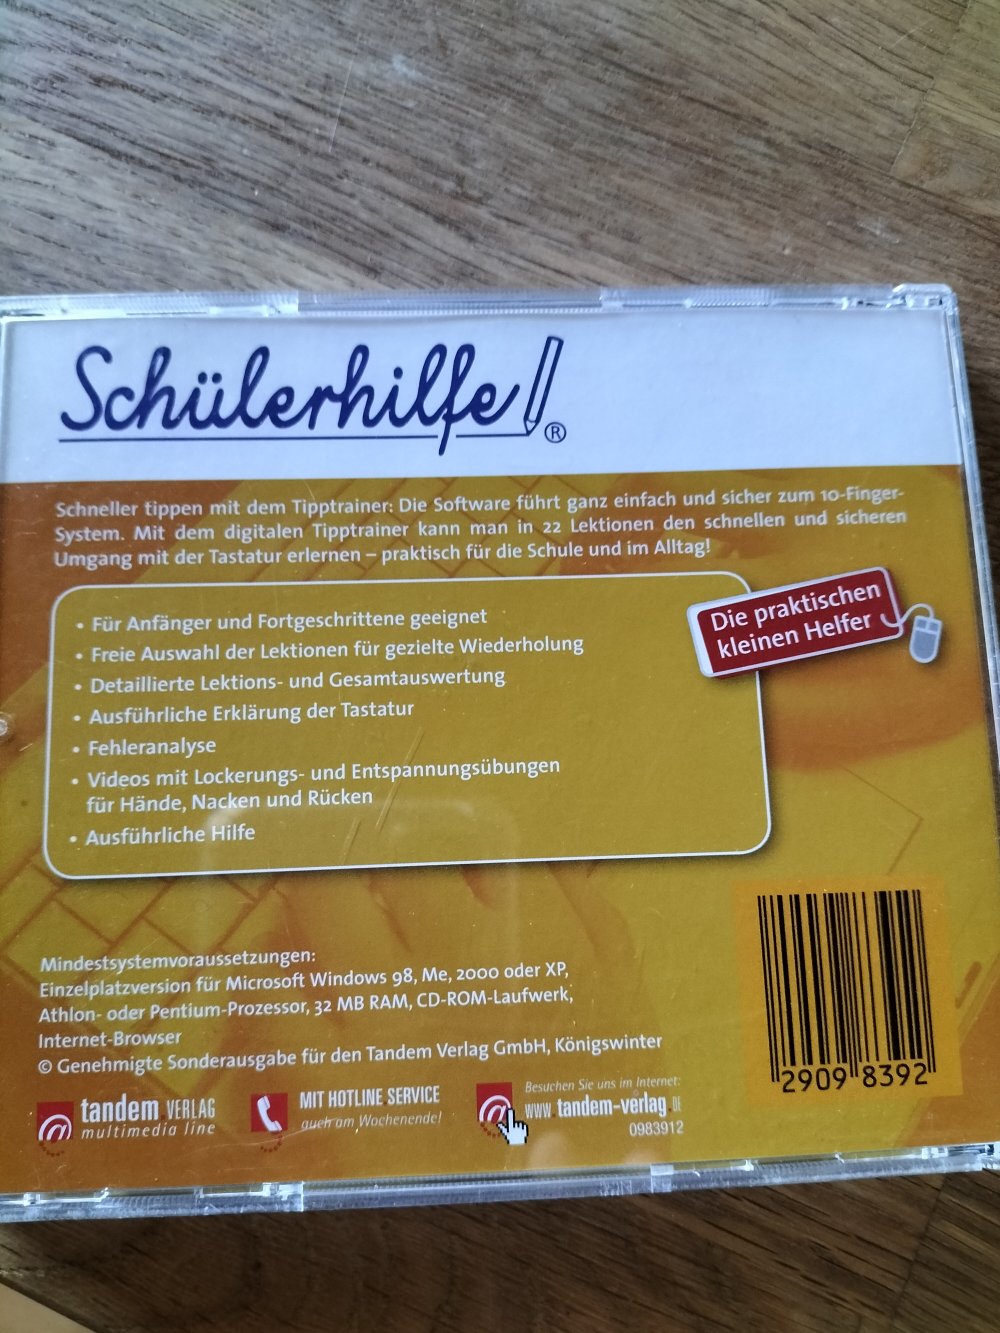 Schülerhilfe!®
Schneller tippen mit dem Tipptrainer: Die Software führt ganz einfach und sicher zum 10-Finger-
System. Mit dem digitalen Tipptrainer kann man in 22 Lektionen den schnellen und sicheren
Umgang mit der Tastatur erlernen – praktisch für die Schule und im Alltag!
Die praktischen
kleinen Helfer
• Für Anfänger und Fortgeschrittene geeignet
• Freie Auswahl der Lektionen für gezielte Wiederholung
• Detaillierte Lektions- und Gesamtauswertung
• Ausführliche Erklärung der Tastatur
• Fehleranalyse
• Videos mit Lockerungs- und Entspannungsübungen
für Hände, Nacken und Rücken
• Ausführliche Hilfe
Mindestsystemvoraussetzungen:
Einzelplatzversion für Microsoft Windows 98, Me, 2000 oder XP,
Athlon- oder Pentium-Prozessor, 32 MB RAM, CD-ROM-Laufwerk,
Internet-Browser
© Genehmigte Sonderausgabe für den Tandem Verlag GmbH, Königswinter
2909 8392
@ tandem VERLAG
multimedia line
MIT HOTLINE SERVICE
auch am Wochenende!
Besuchen Sie uns im Internet:
@ WWW.tandem-verlag.DE
0983912